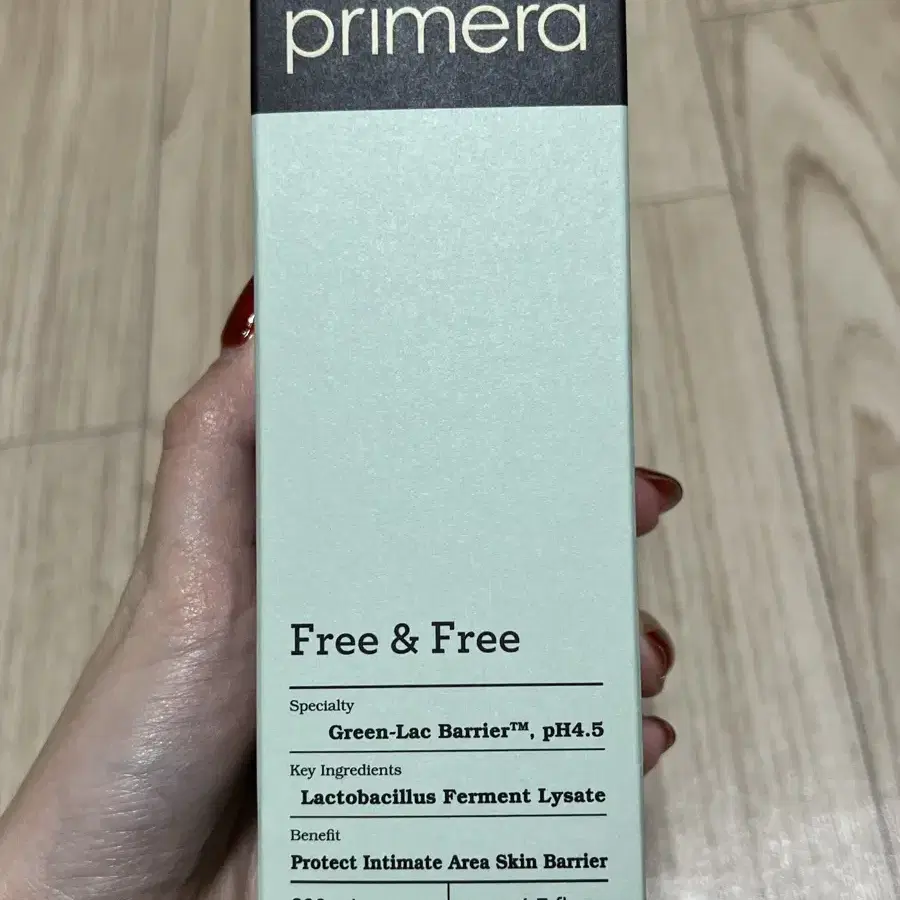 primera
Free & Free
Specialty
Green-Lac Barrier™, pH4.5
Key Ingredients
Lactobacillus Ferment Lysate
Benefit
Protect Intimate Area Skin Barrier